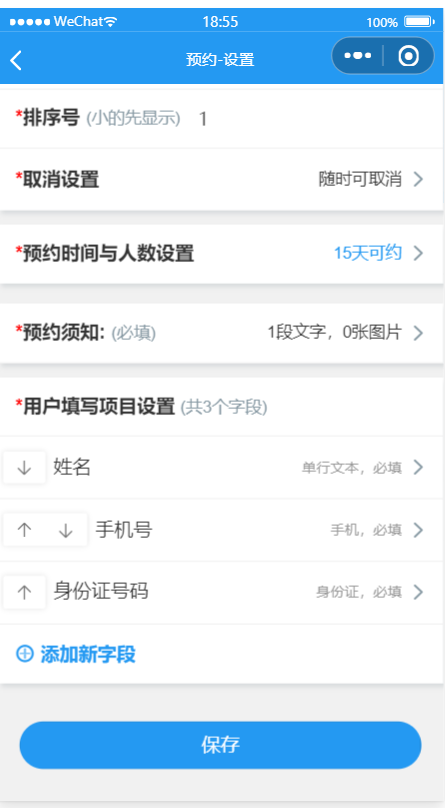 WeChat 18:55 100%
预约-设置
*排序号 (小的先显示) 1
*取消设置 随时可取消
*预约时间与人数设置 15天可约
*预约须知: (必填) 1段文字，0张图片
*用户填写项目设置 (共3个字段)
姓名 单行文本，必填
手机号 手机，必填
身份证号码 身份证，必填
添加新字段
保存